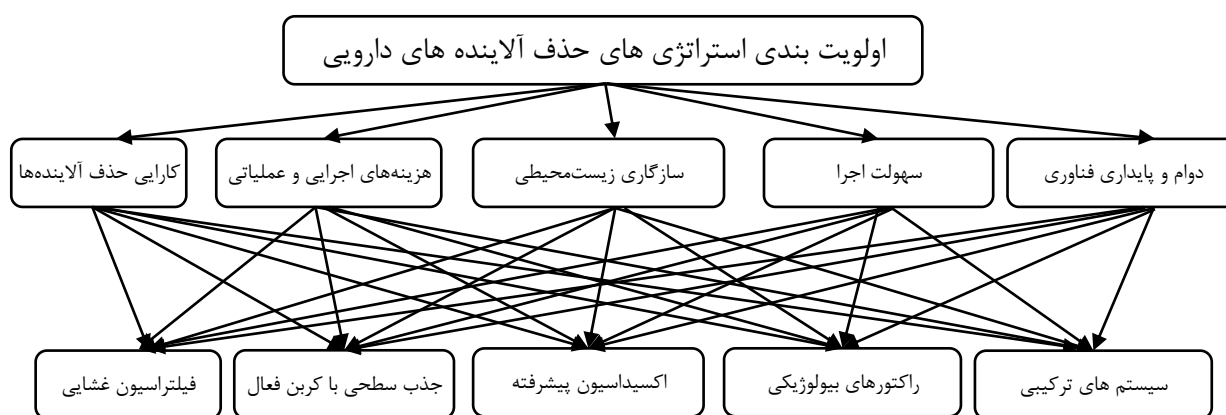 اولویت بندی استراتژی های حذف آلاینده های دارویی
دوام و پایداری فناوری
سهولت اجرا
سازگاری زیست‌محیطی
هزینه‌های اجرایی و عملیاتی
کارایی حذف آلاینده‌ها
سیستم های ترکیبی
راکتورهای بیولوژیکی
اکسیداسیون پیشرفته
جذب سطحی با کربن فعال
فیلتراسیون غشایی